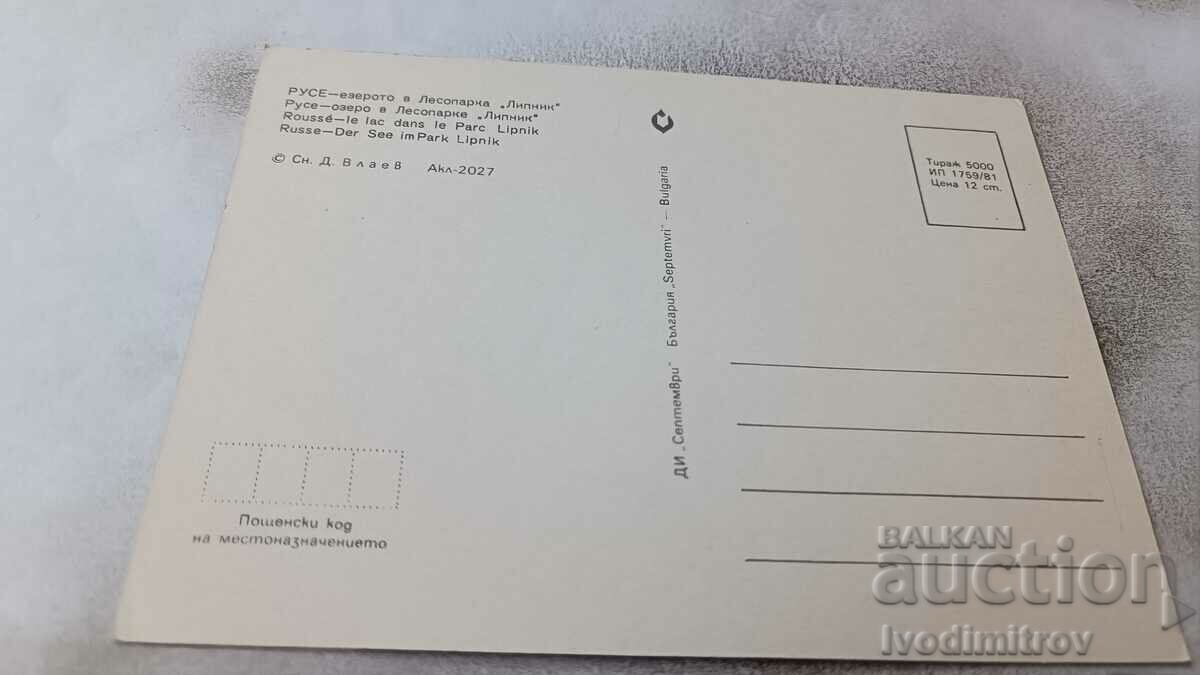 РУСЕ—езерото в Лесопарка „Липник"
Русе—озеро в Лесопарке „Липник"
Roussé—le lac dans le Parc Lipnik
Russe—Der See im Park Lipnik
© Сн. Д. Влаев Акл-2027
Пощенски код
на местоназначението
ДИ „Септември" България „Septemvri" — Bulgaria
Тираж 5000
ИП 1759/81
Цена 12 ст.
BALKAN
auction
Ivodimitrov